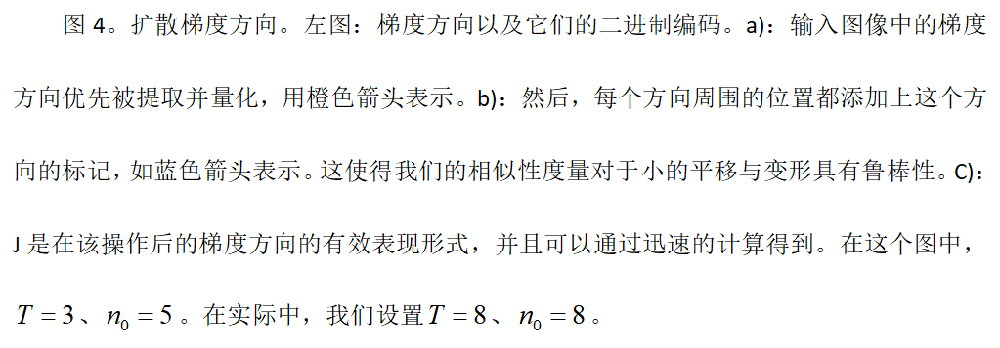 图 4。扩散梯度方向。左图：梯度方向以及它们的二进制编码。a)：输入图像中的梯度
方向优先被提取并量化，用橙色箭头表示。b)：然后，每个方向周围的位置都添加上这个方
向的标记，如蓝色箭头表示。这使得我们的相似性度量对于小的平移与变形具有鲁棒性。C)：
J 是在该操作后的梯度方向的有效表现形式，并且可以通过迅速的计算得到。在这个图中，
T = 3、n₀ = 5。在实际中，我们设置T = 8、n₀ = 8。